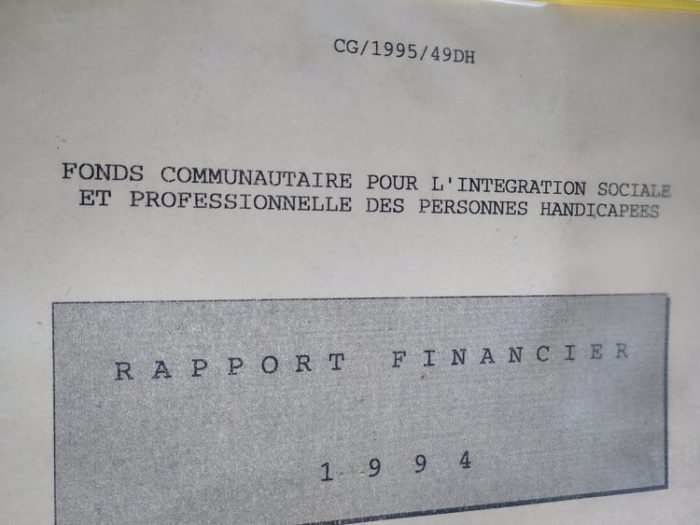 CG/1995/49DH
FONDS COMMUNAUTAIRE POUR L'INTEGRATION SOCIALE
ET PROFESSIONNELLE DES PERSONNES HANDICAPEES
RAPPORT FINANCIER
1994